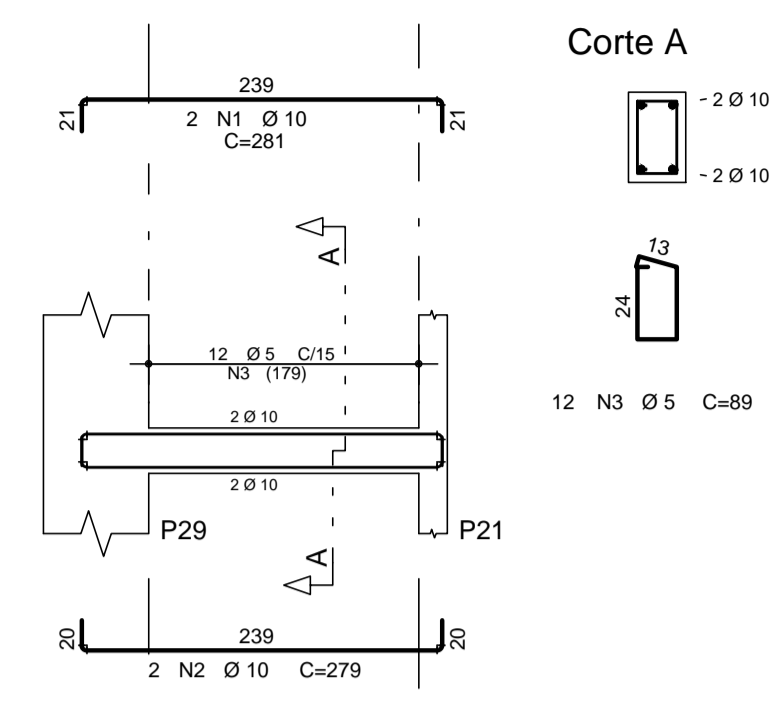 Corte A
239
21
21
2 N1 Ø 10
C=281
- 2 Ø 10
- 2 Ø 10
A
13
24
12 Ø 5 C/15
N3 (179)
12 N3 Ø 5 C=89
2 Ø 10
2 Ø 10
P29
P21
A
20
239
20
2 N2 Ø 10 C=279